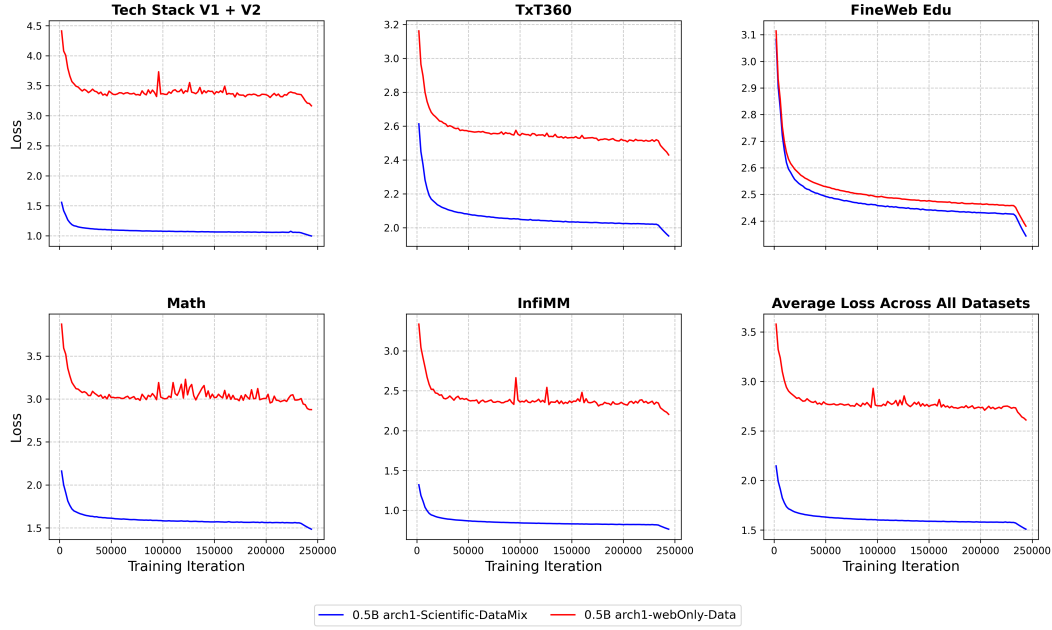 Tech Stack V1 + V2
TxT360
FineWeb Edu
4.5
4.0
3.5
3.0
2.5
2.0
1.5
1.0
Loss
3.2
3.0
2.8
2.6
2.4
2.2
2.0
3.1
3.0
2.9
2.8
2.7
2.6
2.5
2.4
Math
InfiMM
Average Loss Across All Datasets
3.5
3.0
2.5
2.0
1.5
Loss
3.0
2.5
2.0
1.5
1.0
3.5
3.0
2.5
2.0
1.5
0 50000 100000 150000 200000 250000
0 50000 100000 150000 200000 250000
0 50000 100000 150000 200000 250000
Training Iteration
Training Iteration
Training Iteration
0.5B arch1-Scientific-DataMix
0.5B arch1-webOnly-Data